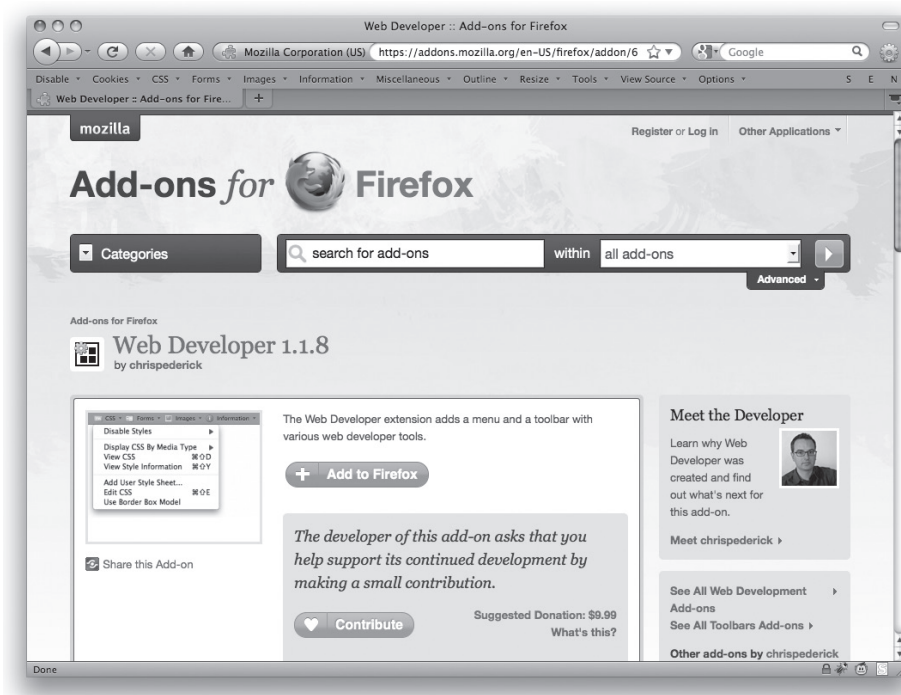 Web Developer :: Add-ons for Firefox
Mozilla Corporation (US) https://addons.mozilla.org/en-US/firefox/addon/6 Google
Disable Cookies CSS Forms Images Information Miscellaneous Outline Resize Tools View Source Options S E N
Web Developer :: Add-ons for Fire... +
mozilla
Register or Log in Other Applications
Add-ons for Firefox
Categories
search for add-ons within all add-ons
Advanced
Add-ons for Firefox
Web Developer 1.1.8
by chrispederick
CSS Forms Images Information
Disable Styles
Display CSS By Media Type
View CSS ⌘⇧D
View Style Information ⌘⇧Y
Add User Style Sheet...
Edit CSS ⌘⇧E
Use Border Box Model
Share this Add-on
The Web Developer extension adds a menu and a toolbar with
various web developer tools.
Add to Firefox
The developer of this add-on asks that you
help support its continued development by
making a small contribution.
Contribute
Suggested Donation: $9.99
What's this?
Meet the Developer
Learn why Web
Developer was
created and find
out what's next for
this add-on.
Meet chrispederick
See All Web Development
Add-ons
See All Toolbars Add-ons
Other add-ons by chrispederick
Done